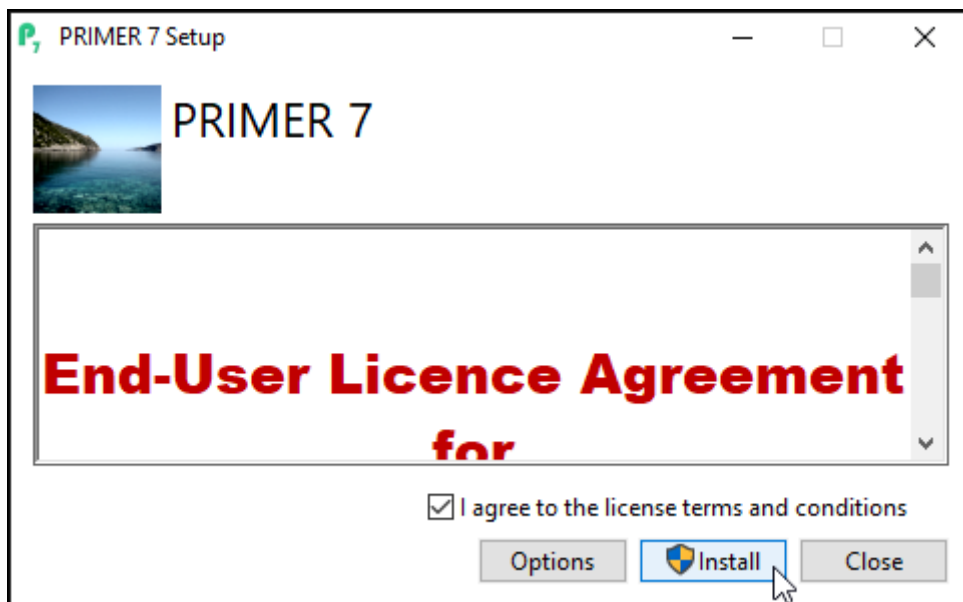 P7 PRIMER 7 Setup
PRIMER 7
End-User Licence Agreement
for
I agree to the license terms and conditions
Options Install Close